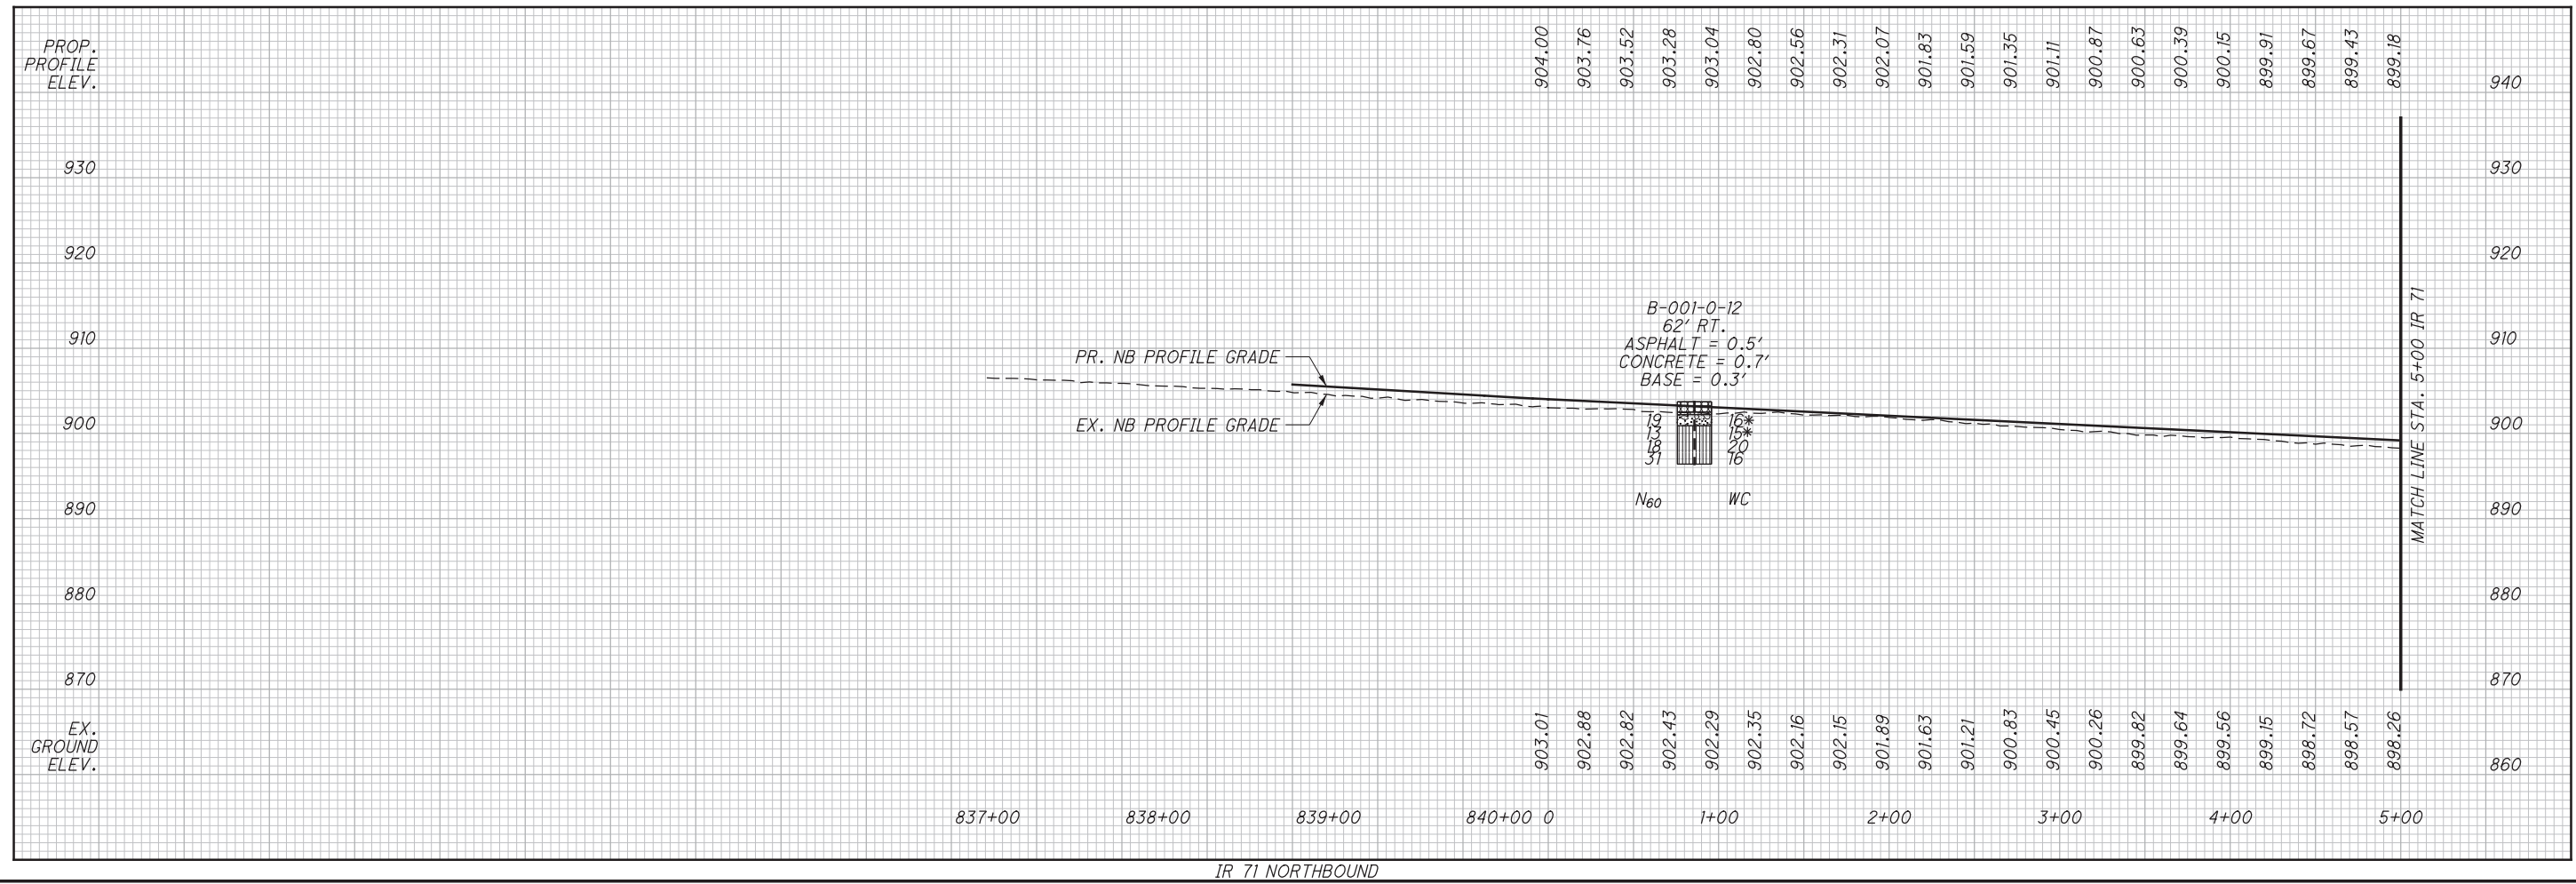 PROP.
PROFILE
ELEV.
904.00 903.76 903.52 903.28 903.04 902.80 902.56 902.31 902.07 901.83 901.59 901.35 901.11 900.87 900.63 900.39 900.15 899.91 899.67 899.43 899.18
940
930 930
920 920
B-001-0-12
62' RT.
910 ASPHALT = 0.5' 910
PR. NB PROFILE GRADE CONCRETE = 0.7'
BASE = 0.3'
MATCH LINE STA. 5+00 IR 71
900 EX. NB PROFILE GRADE 19 16* 900
13 15*
18 20
31 16
N60 WC
890 890
880 880
870 870
EX.
GROUND
ELEV.
903.01 902.88 902.82 902.43 902.29 902.35 902.16 902.15 901.89 901.63 901.21 900.83 900.45 900.26 899.82 899.64 899.56 899.15 898.72 898.57 898.26
860
837+00 838+00 839+00 840+00 0 1+00 2+00 3+00 4+00 5+00
IR 71 NORTHBOUND